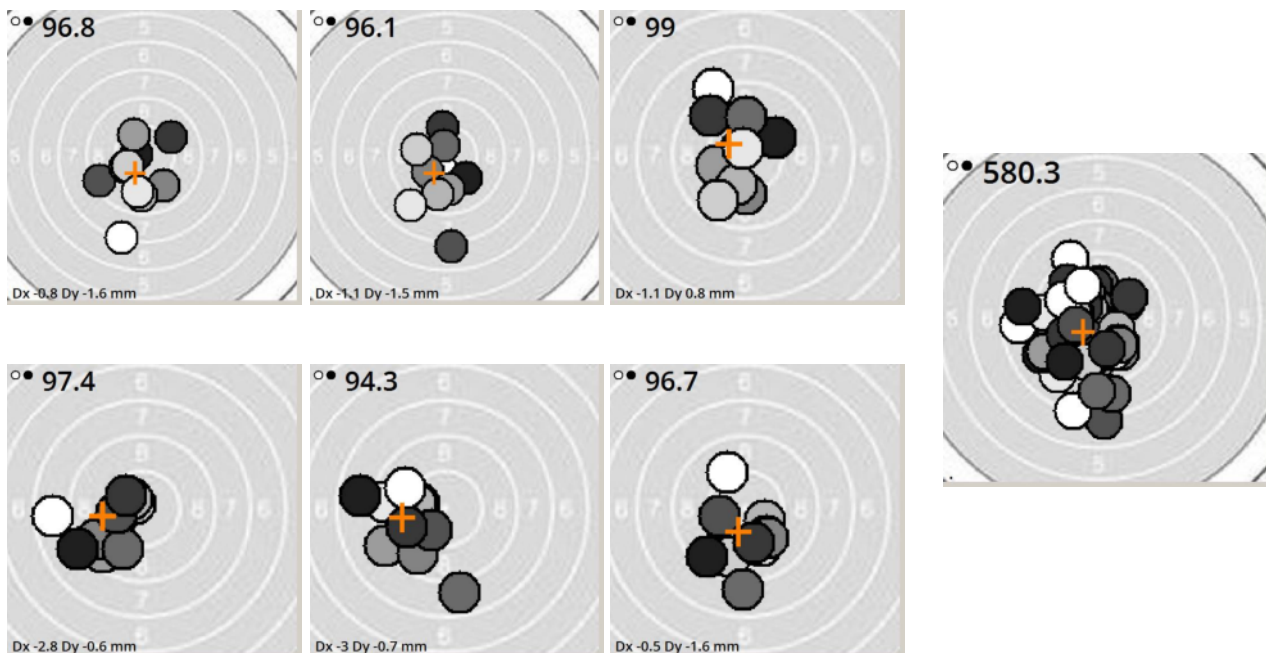 96.8
Dx -0.8 Dy -1.6 mm
96.1
Dx -1.1 Dy -1.5 mm
99
Dx -1.1 Dy 0.8 mm
580.3
97.4
Dx -2.8 Dy -0.6 mm
94.3
Dx -3 Dy -0.7 mm
96.7
Dx -0.5 Dy -1.6 mm